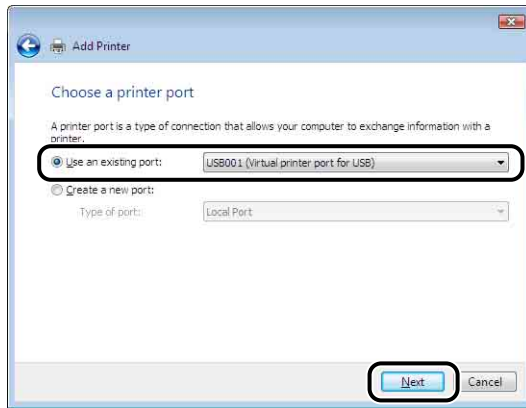 Add Printer
Choose a printer port
A printer port is a type of connection that allows your computer to exchange information with a
printer.
Use an existing port: USB001 (Virtual printer port for USB)
Create a new port:
Type of port: Local Port
Next Cancel